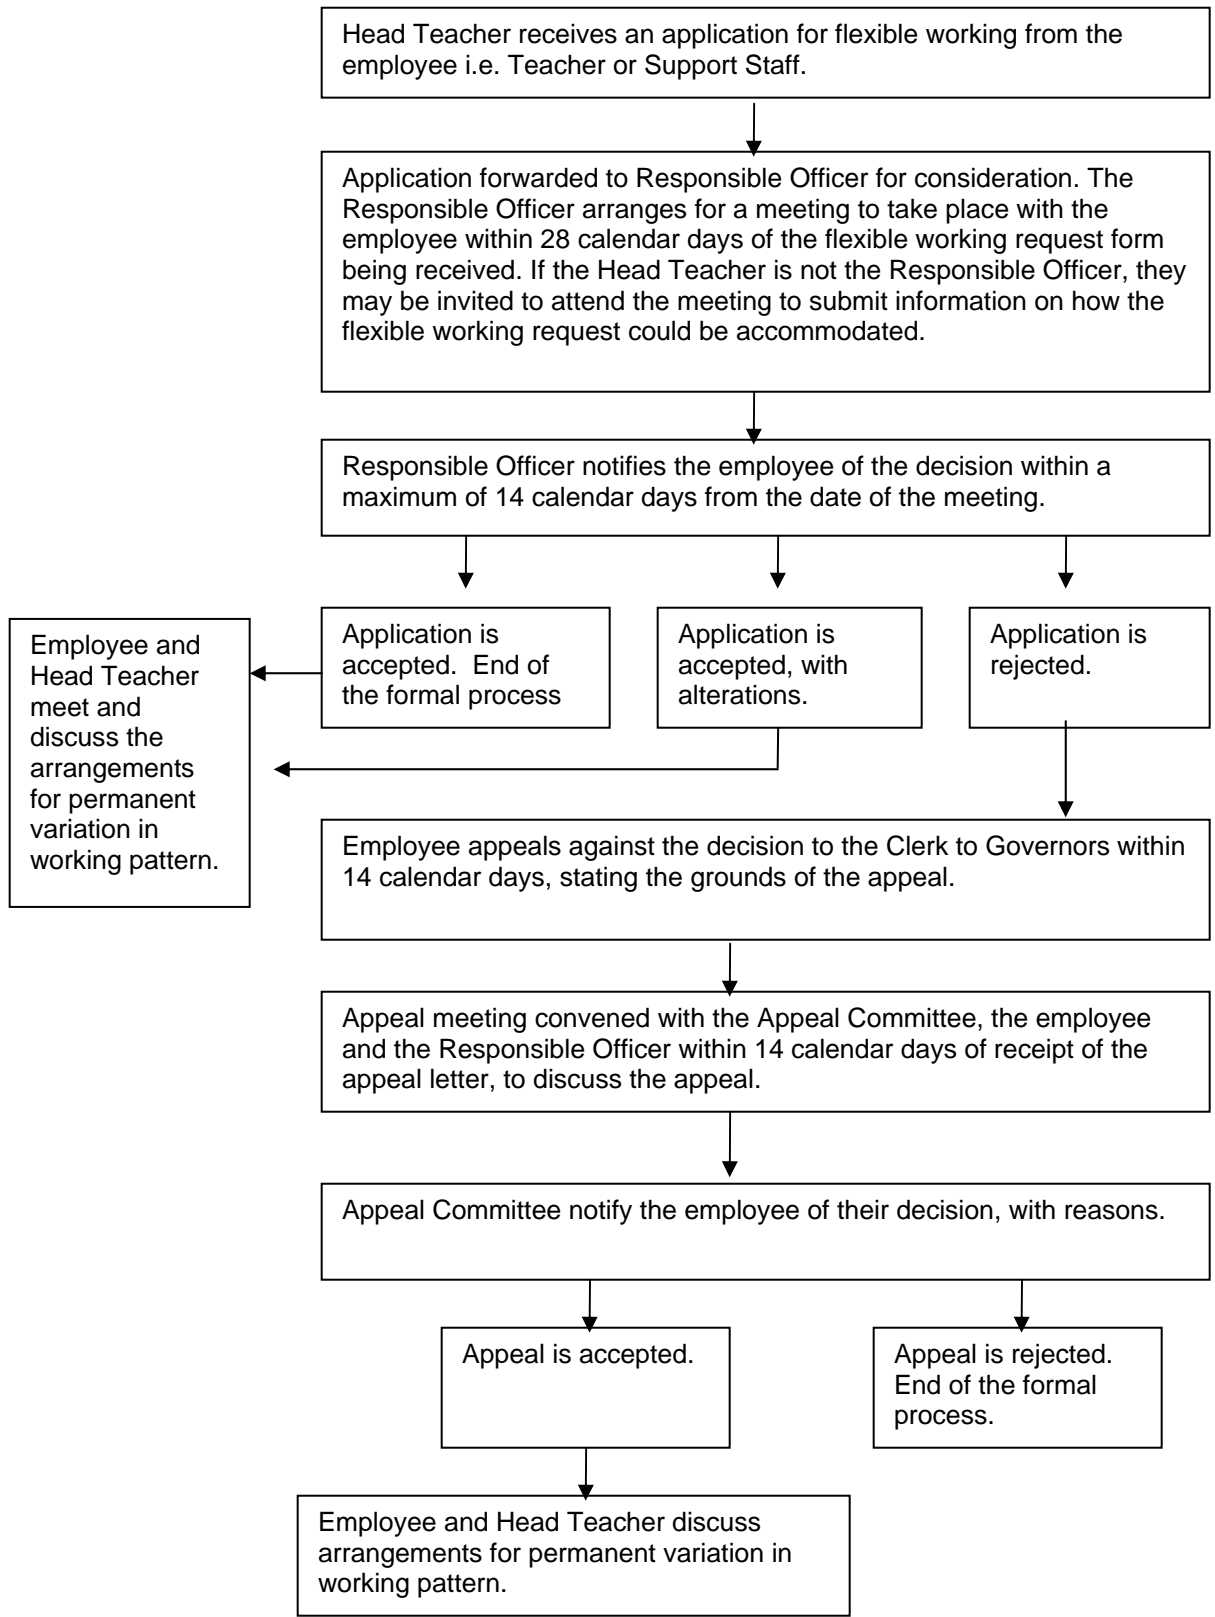 Head Teacher receives an application for flexible working from the
employee i.e. Teacher or Support Staff.
Application forwarded to Responsible Officer for consideration. The
Responsible Officer arranges for a meeting to take place with the
employee within 28 calendar days of the flexible working request form
being received. If the Head Teacher is not the Responsible Officer, they
may be invited to attend the meeting to submit information on how the
flexible working request could be accommodated.
Responsible Officer notifies the employee of the decision within a
maximum of 14 calendar days from the date of the meeting.
Application is
accepted.  End of
the formal process
Application is
accepted, with
alterations.
Application is
rejected.
Employee and
Head Teacher
meet and
discuss the
arrangements
for permanent
variation in
working pattern.
Employee appeals against the decision to the Clerk to Governors within
14 calendar days, stating the grounds of the appeal.
Appeal meeting convened with the Appeal Committee, the employee
and the Responsible Officer within 14 calendar days of receipt of the
appeal letter, to discuss the appeal.
Appeal Committee notify the employee of their decision, with reasons.
Appeal is accepted.
Appeal is rejected.
End of the formal
process.
Employee and Head Teacher discuss
arrangements for permanent variation in
working pattern.